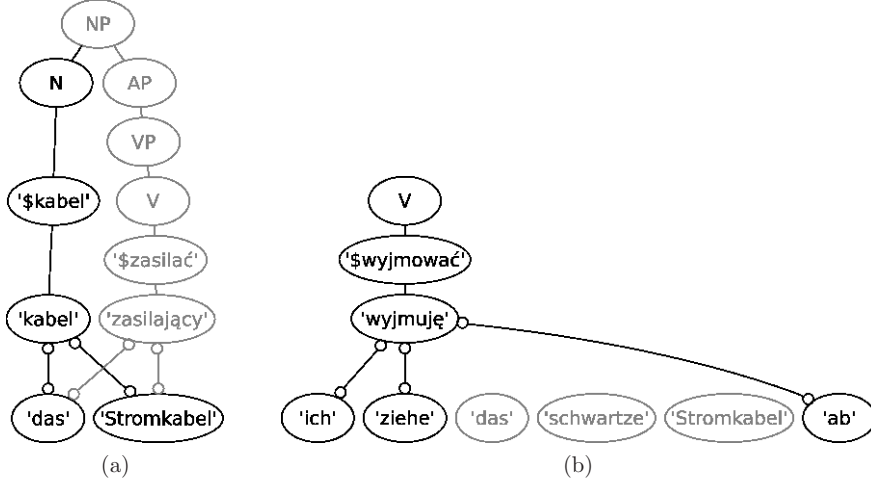 NP
N AP
VP
'$kabel' V V
'$zasilać' '$wyjmować'
'kabel' 'zasilający' 'wyjmuję'
'das' 'Stromkabel' 'ich' 'ziehe' 'das' 'schwartze' 'Stromkabel' 'ab'
(a) (b)